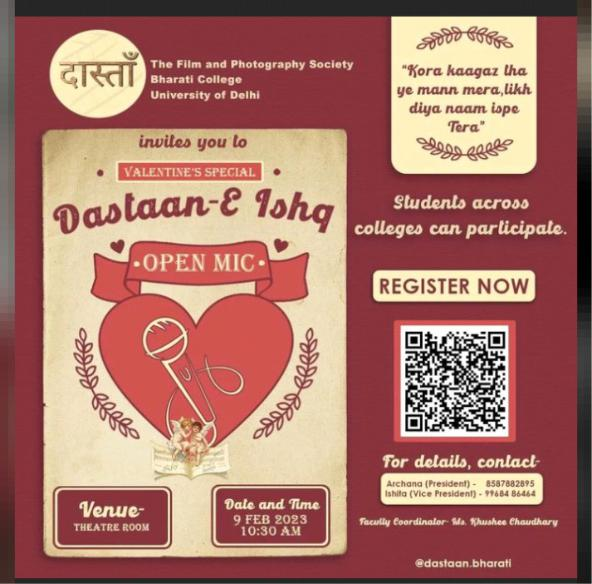 दास्ताँ
The Film and Photography Society
Bharati College
University of Delhi
invites you to
VALENTINE'S SPECIAL
Dastaan-E Ishq
OPEN MIC
Venue-
THEATRE ROOM
Date and Time
9 FEB 2023
10:30 AM
"Kora kaagaz tha
ye mann mera,likh
diya naam ispe
Tera"
Students across
colleges can participate.
REGISTER NOW
For details, contact-
Archana (President) - 8587882895
Ishita (Vice President) - 99684 86464
Faculty Coordinator- Ms. Khushee Chaudhary
@dastaan.bharati